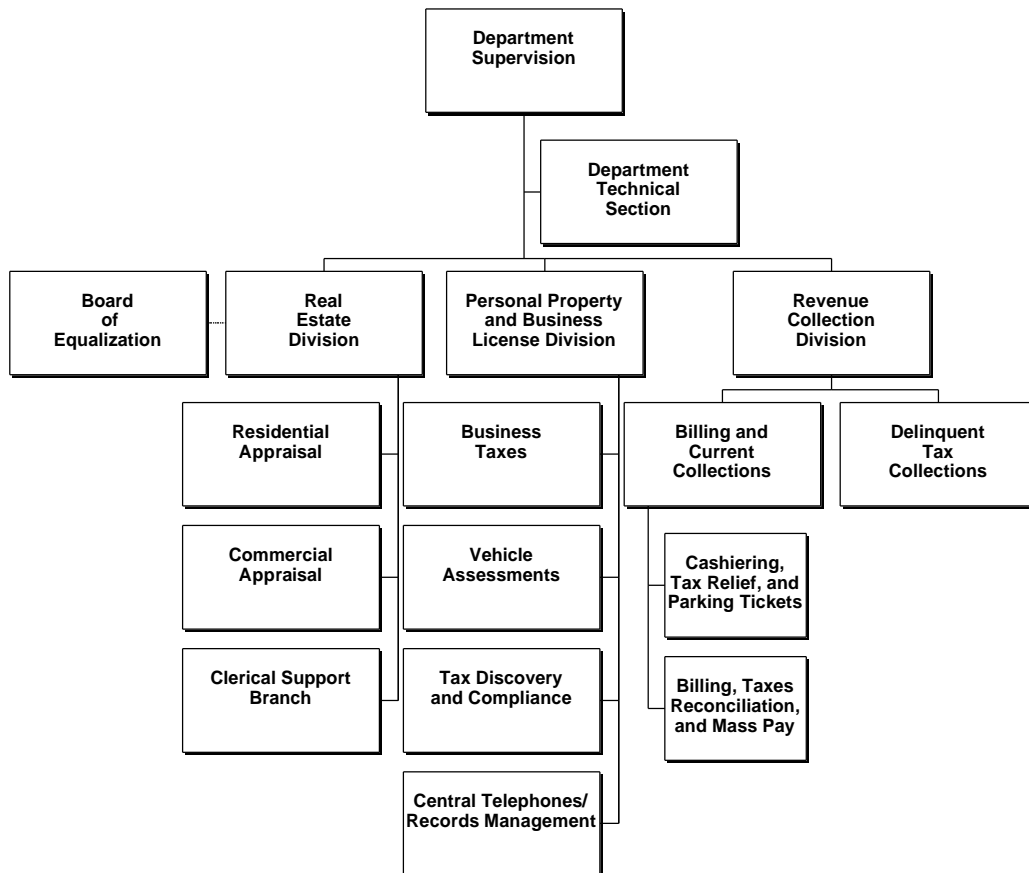 Department
Supervision
Department
Technical
Section
Board
of
Equalization
Real
Estate
Division
Personal Property
and Business
License Division
Revenue
Collection
Division
Residential
Appraisal
Business
Taxes
Billing and
Current
Collections
Delinquent
Tax
Collections
Commercial
Appraisal
Vehicle
Assessments
Cashiering,
Tax Relief, and
Parking Tickets
Clerical Support
Branch
Tax Discovery
and Compliance
Billing, Taxes
Reconciliation,
and Mass Pay
Central Telephones/
Records Management